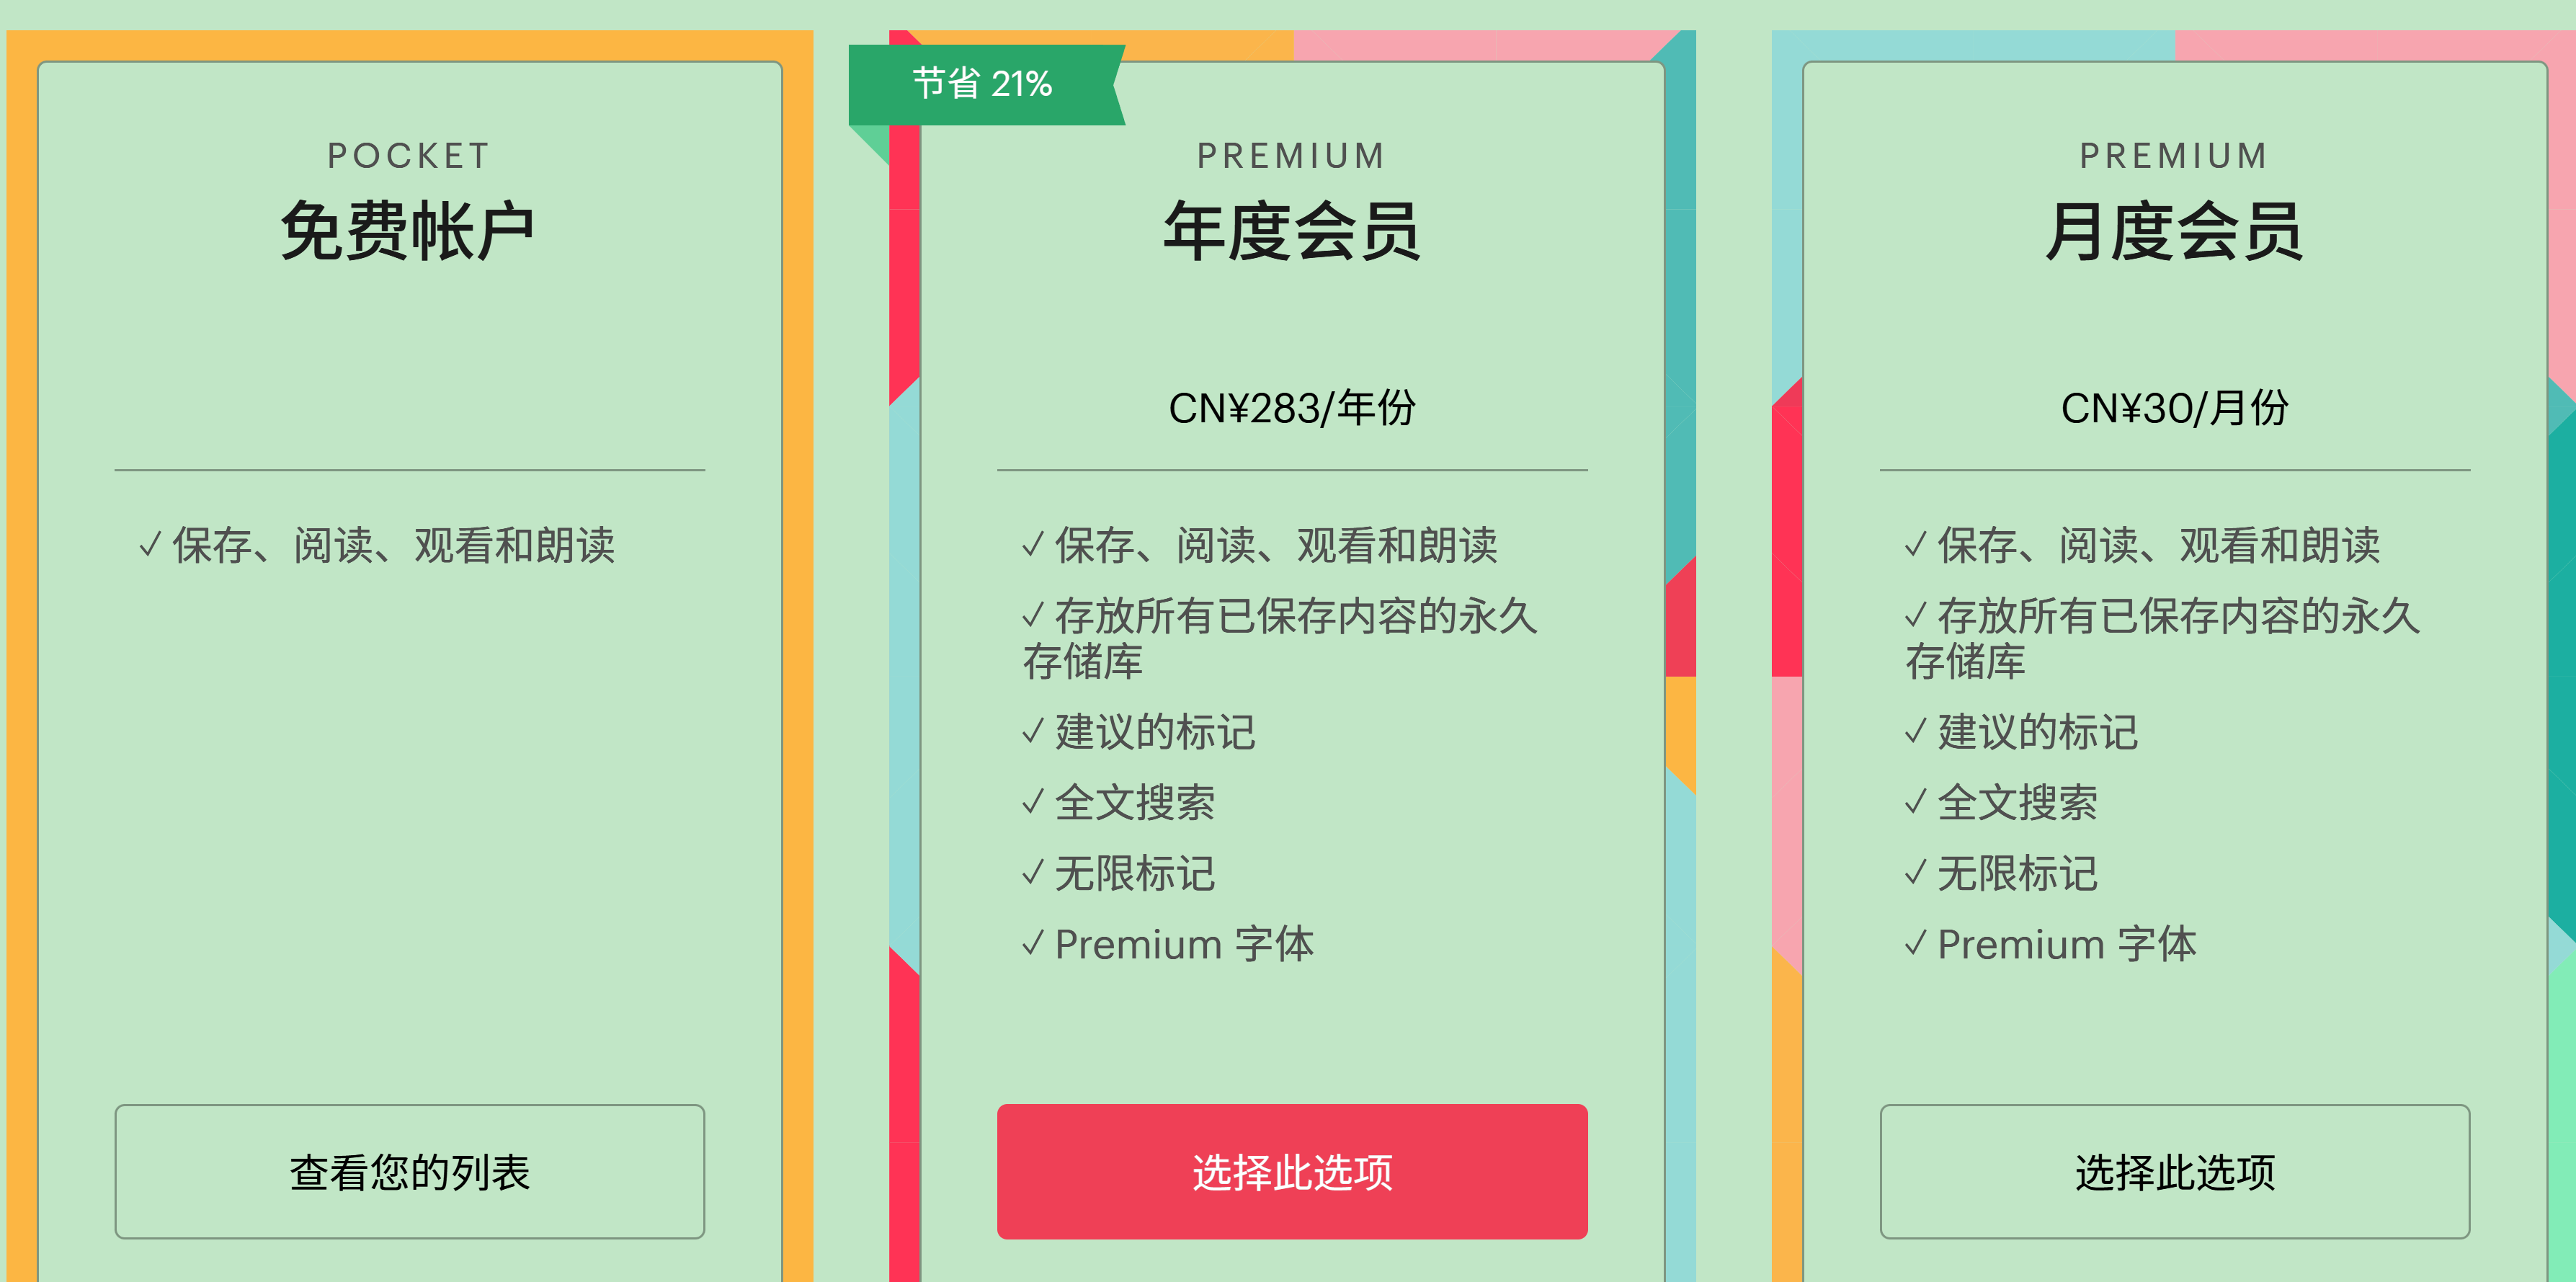 POCKET
免费帐户
✓ 保存、阅读、观看和朗读
查看您的列表
节省 21%
PREMIUM
年度会员
CN¥283/年份
✓ 保存、阅读、观看和朗读
✓ 存放所有已保存内容的永久
存储库
✓ 建议的标记
✓ 全文搜索
✓ 无限标记
✓ Premium 字体
选择此选项
PREMIUM
月度会员
CN¥30/月份
✓ 保存、阅读、观看和朗读
✓ 存放所有已保存内容的永久
存储库
✓ 建议的标记
✓ 全文搜索
✓ 无限标记
✓ Premium 字体
选择此选项